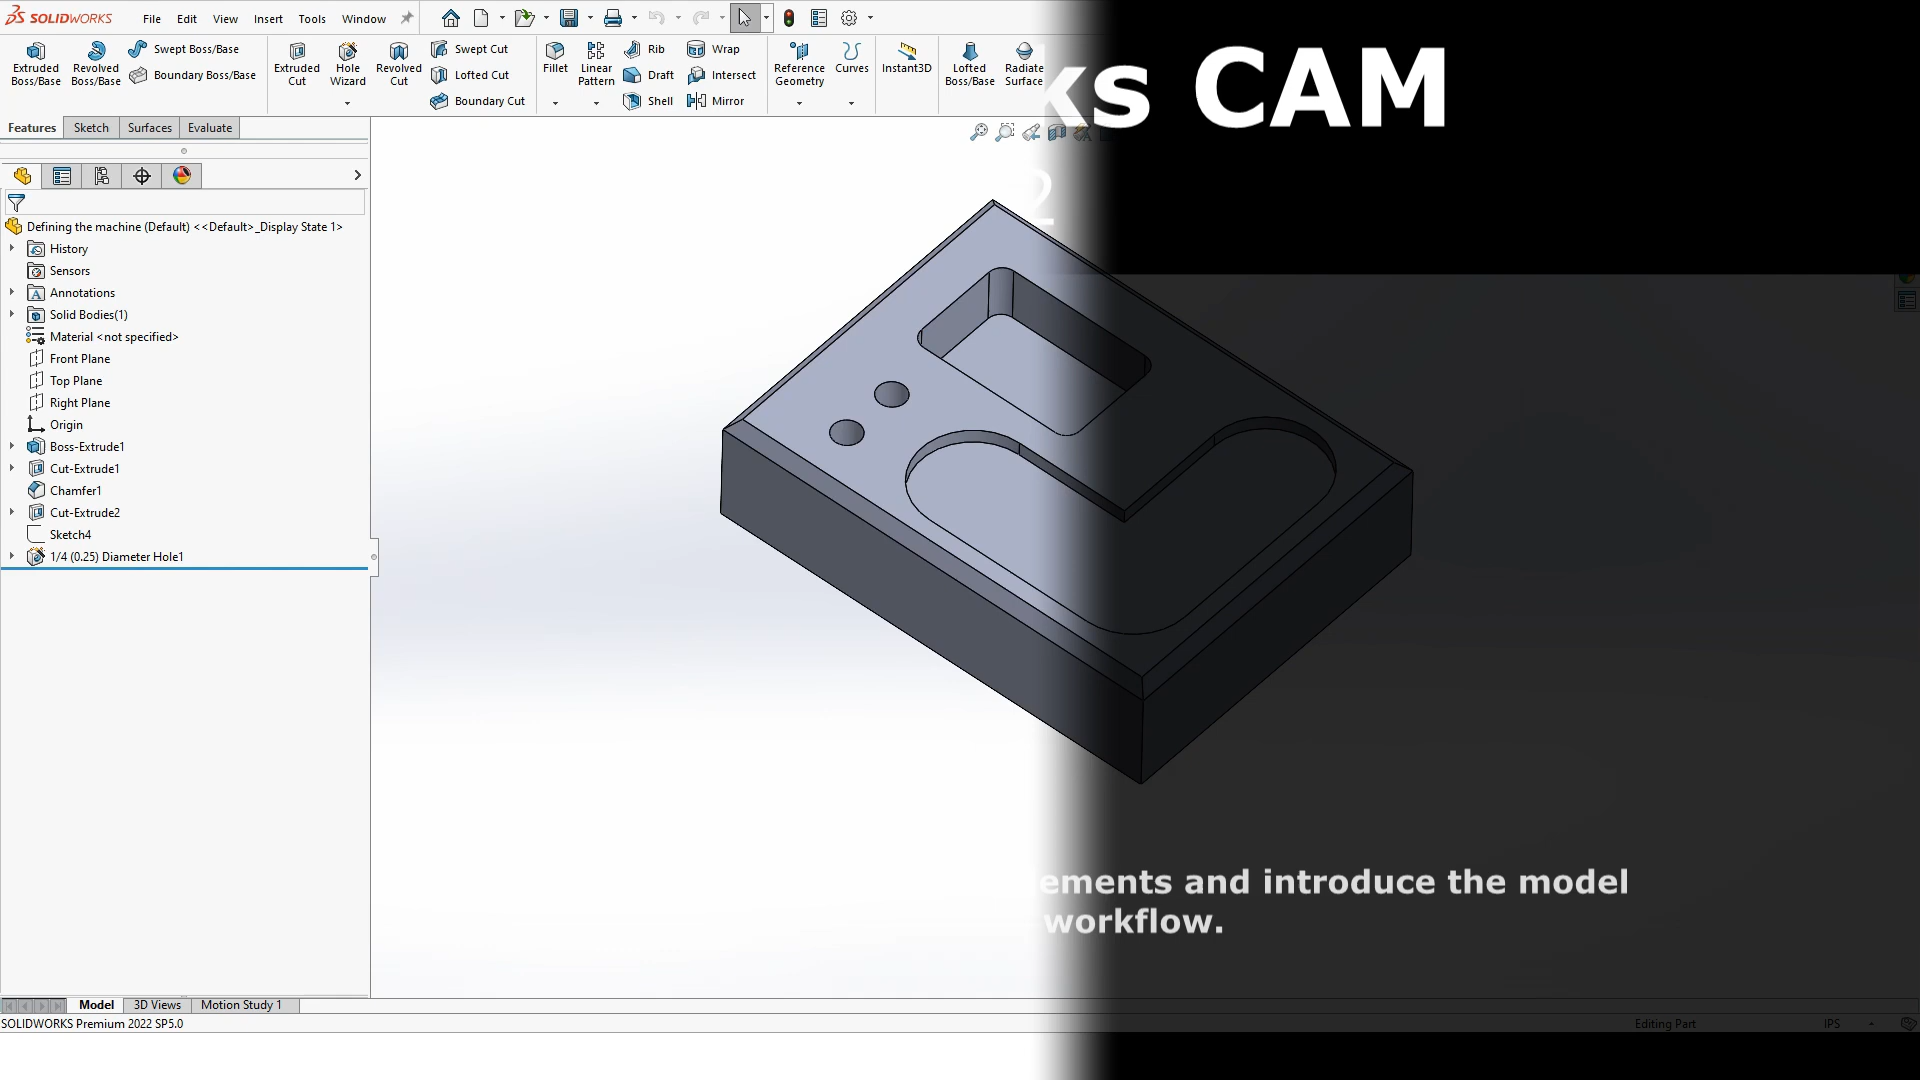 SOLIDWORKS File Edit View Insert Tools Window
Extruded Boss/Base
Revolved Boss/Base
Swept Boss/Base
Boundary Boss/Base
Extruded Cut
Hole Wizard
Revolved Cut
Swept Cut
Lofted Cut
Boundary Cut
Fillet
Linear Pattern
Rib
Draft
Shell
Wrap
Intersect
Mirror
Reference Geometry
Curves
Instant3D
Lofted Boss/Base
Radiate Surface
ks CAM
2
Features Sketch Surfaces Evaluate
Defining the machine (Default) <<Default>_Display State 1>
History
Sensors
Annotations
Solid Bodies(1)
Material <not specified>
Front Plane
Top Plane
Right Plane
Origin
Boss-Extrude1
Cut-Extrude1
Chamfer1
Cut-Extrude2
Sketch4
1/4 (0.25) Diameter Hole1
ements and introduce the model
workflow.
Model 3D Views Motion Study 1
SOLIDWORKS Premium 2022 SP5.0
Editing Part IPS